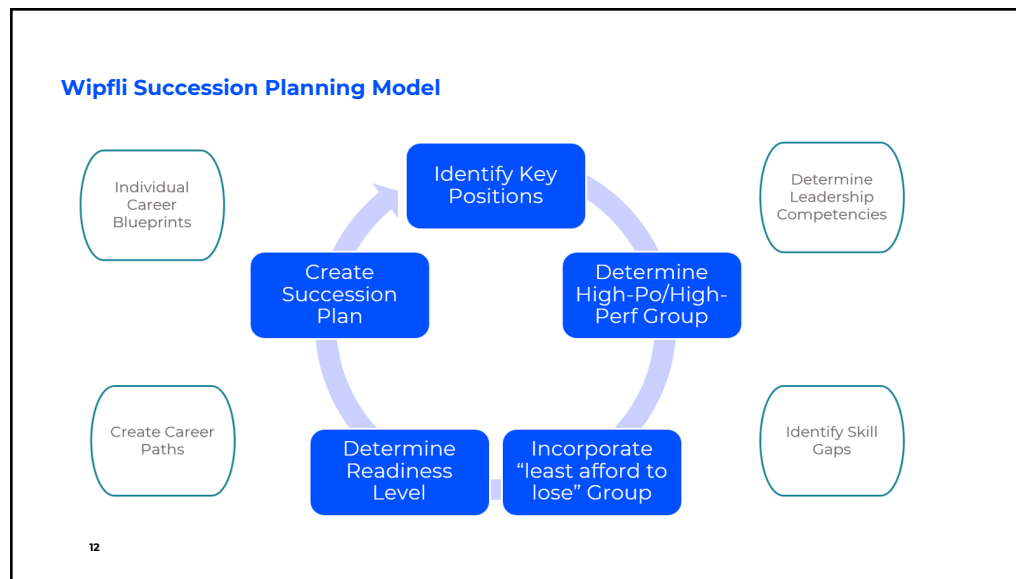 Wipfli Succession Planning Model
Identify Key
Positions
Individual
Career
Blueprints
Determine
Leadership
Competencies
Create
Succession
Plan
Determine
High-Po/High-
Perf Group
Create Career
Paths
Determine
Readiness
Level
Incorporate
“least afford to
lose” Group
Identify Skill
Gaps
12